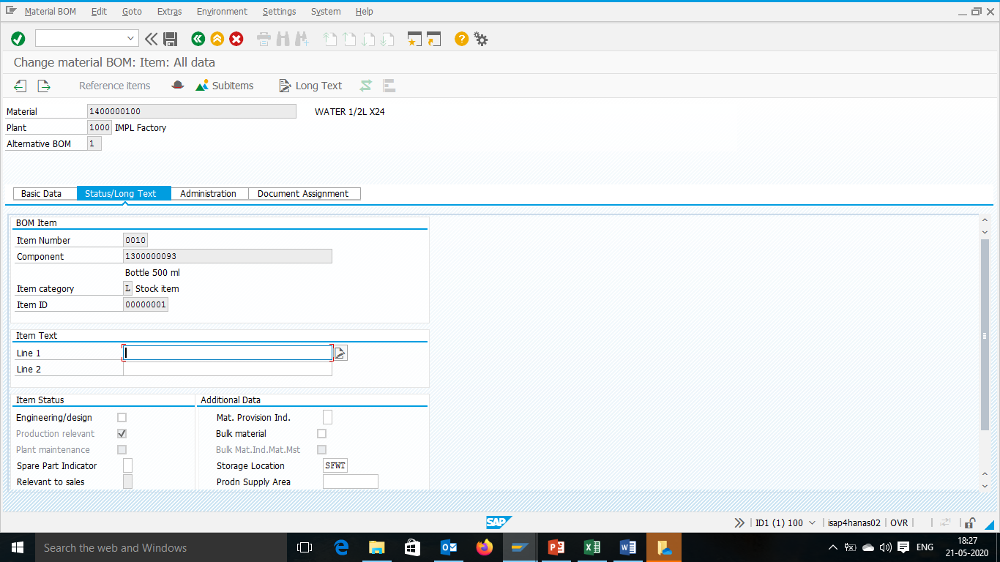 Material BOM Edit Goto Extras Environment Settings System Help
Change material BOM: Item: All data
Reference items Subitems Long Text
Material 1400000100 WATER 1/2L X24
Plant 1000 IMPL Factory
Alternative BOM 1
Basic Data Status/Long Text Administration Document Assignment
BOM Item
Item Number 0010
Component 1300000093
Bottle 500 ml
Item category L Stock item
Item ID 00000001
Item Text
Line 1
Line 2
Item Status Additional Data
Engineering/design Mat. Provision Ind.
Production relevant Bulk material
Plant maintenance Bulk Mat.Ind.Mat.Mst
Spare Part Indicator Storage Location SFWT
Relevant to sales Prodn Supply Area
SAP ID1 (1) 100 isap4hanas02 OVR
Search the web and Windows ENG 18:27
21-05-2020